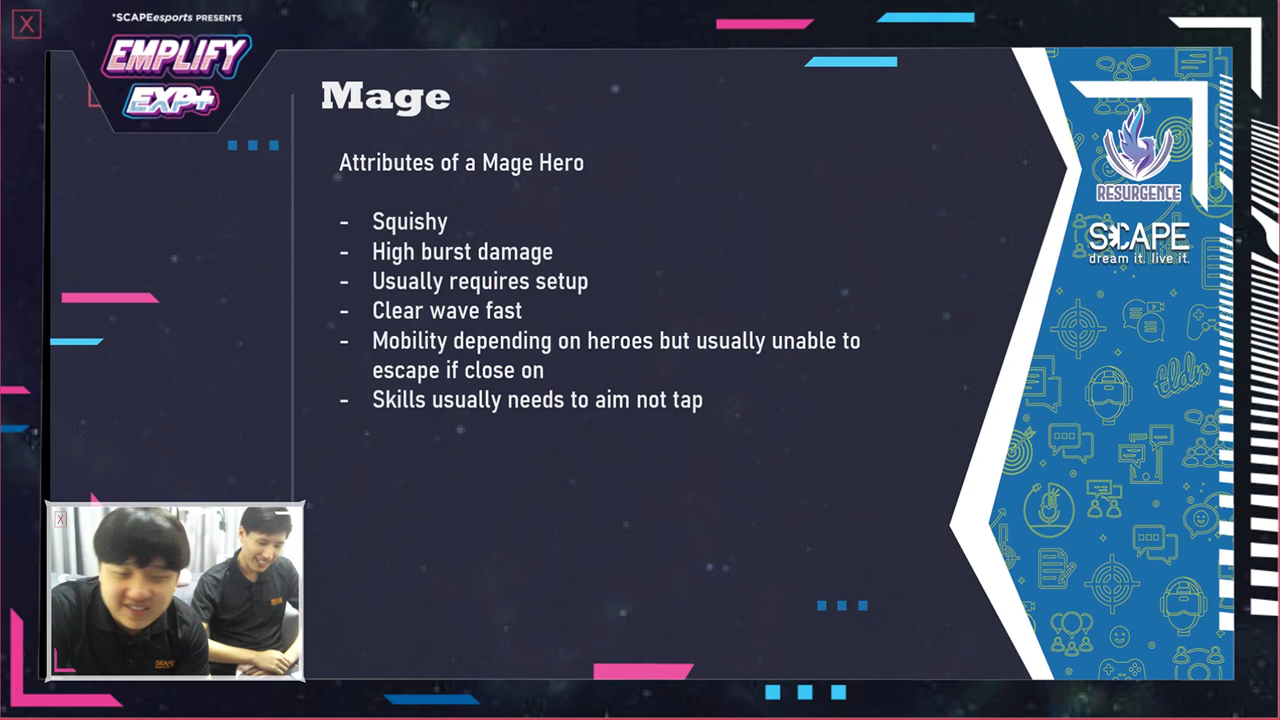 *SCAPEesports PRESENTS
EMPLIFY
EXP+
Mage
Attributes of a Mage Hero
- Squishy
- High burst damage
- Usually requires setup
- Clear wave fast
- Mobility depending on heroes but usually unable to
escape if close on
- Skills usually needs to aim not tap
RESURGENCE
S*CAPE
dream it. live it.
tldr
X
X
SCAPE